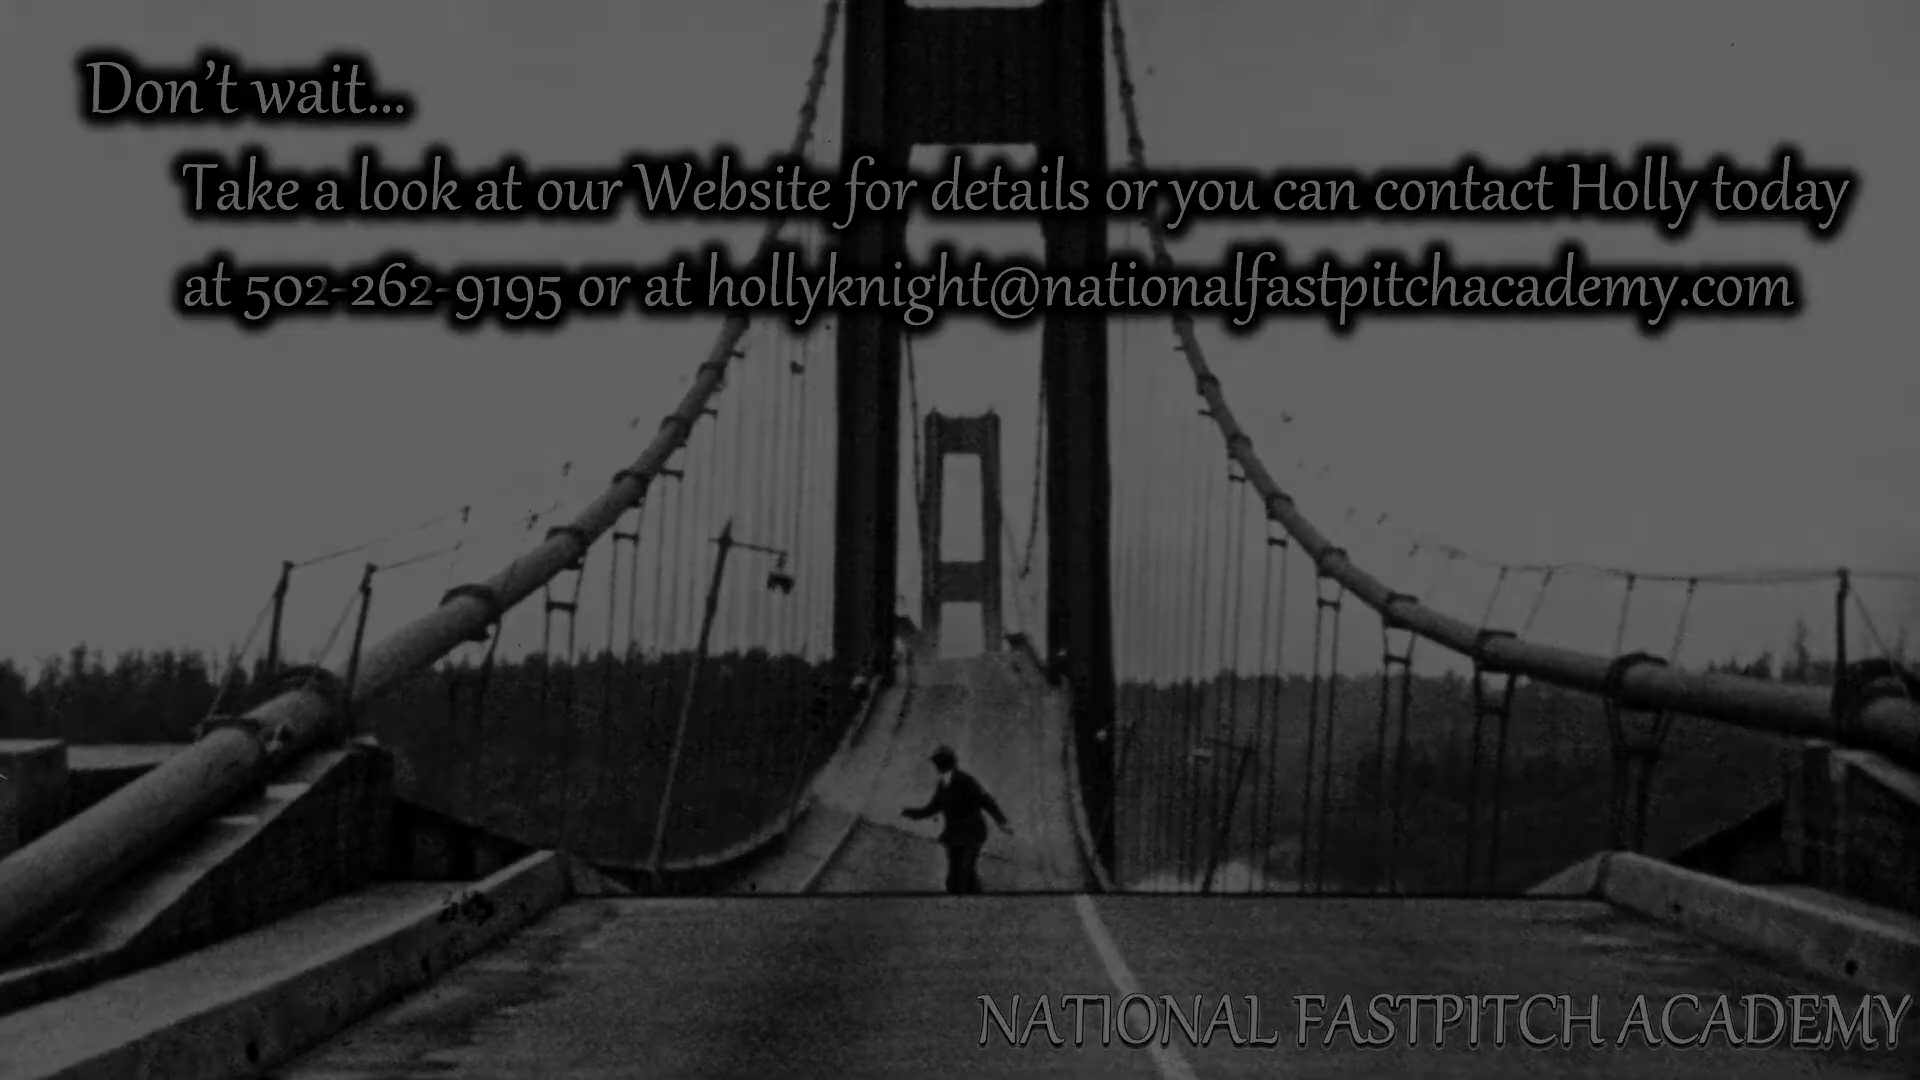 Don't wait...
Take a look at our Website for details or you can contact Holly today
at 502-262-9195 or at hollyknight@nationalfastpitchacademy.com
NATIONAL FASTPITCH ACADEMY